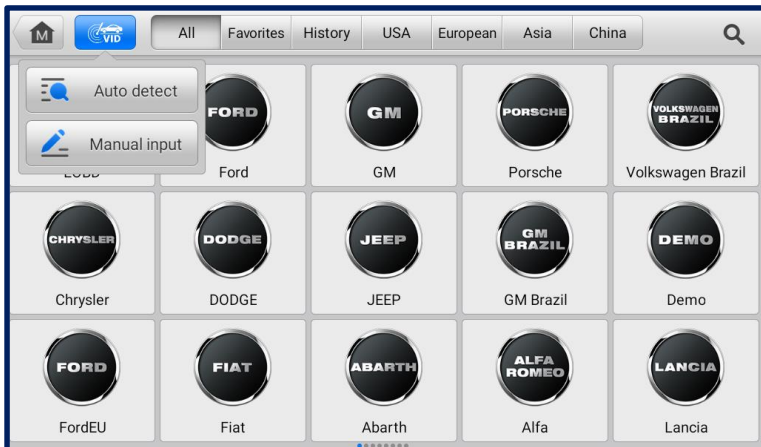 M
VID
All
Favorites
History
USA
European
Asia
China
Auto detect
Manual input
FORD
GM
PORSCHE
VOLKSWAGEN
BRAZIL
Ford
GM
Porsche
Volkswagen Brazil
CHRYSLER
DODGE
JEEP
GM
BRAZIL
DEMO
Chrysler
DODGE
JEEP
GM Brazil
Demo
FORD
FIAT
ABARTH
ALFA
ROMEO
LANCIA
FordEU
Fiat
Abarth
Alfa
Lancia